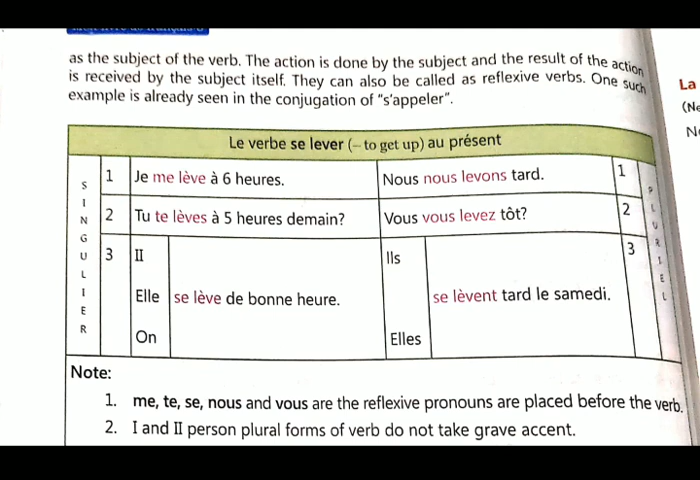 as the subject of the verb. The action is done by the subject and the result of the action
is received by the subject itself. They can also be called as reflexive verbs. One such
example is already seen in the conjugation of "s'appeler".
La
(Ne
Ne
Le verbe se lever (– to get up) au présent
SINGULIER
1 Je me lève à 6 heures. Nous nous levons tard. 1
2 Tu te lèves à 5 heures demain? Vous vous levez tôt? 2
3 II Ils 3
Elle se lève de bonne heure. se lèvent tard le samedi.
On Elles
PLURIEL
Note:
1. me, te, se, nous and vous are the reflexive pronouns are placed before the verb.
2. I and II person plural forms of verb do not take grave accent.